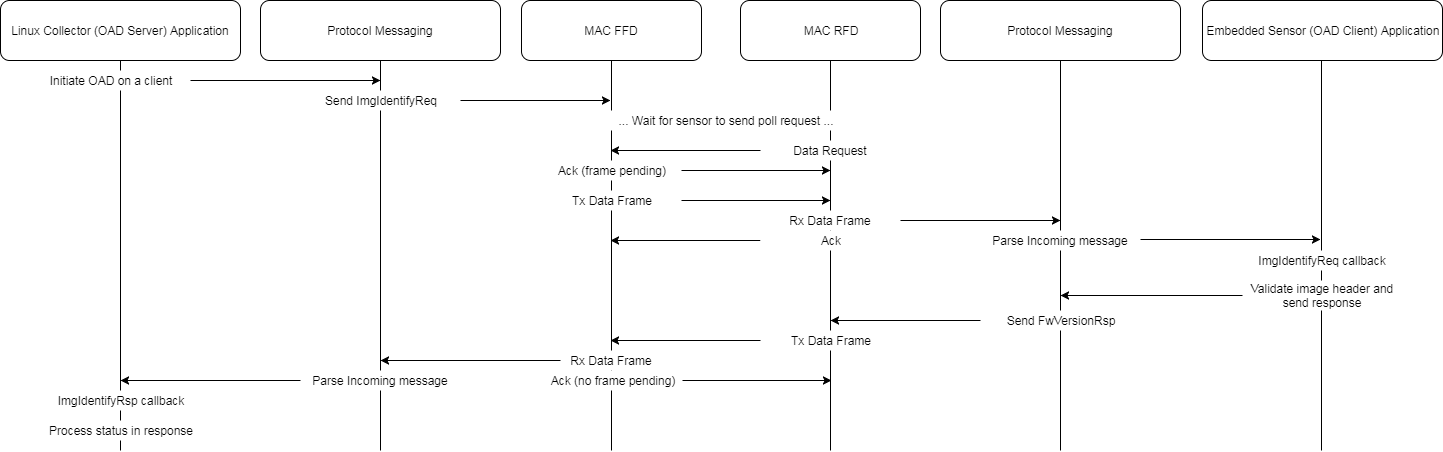 Linux Collector (OAD Server) Application
Protocol Messaging
MAC FFD
MAC RFD
Protocol Messaging
Embedded Sensor (OAD Client) Application
Initiate OAD on a client
Send ImgIdentifyReq
... Wait for sensor to send poll request ...
Data Request
Ack (frame pending)
Tx Data Frame
Rx Data Frame
Ack
Parse Incoming message
ImgIdentifyReq callback
Validate image header and
send response
Send FwVersionRsp
Tx Data Frame
Rx Data Frame
Parse Incoming message
Ack (no frame pending)
ImgIdentifyRsp callback
Process status in response